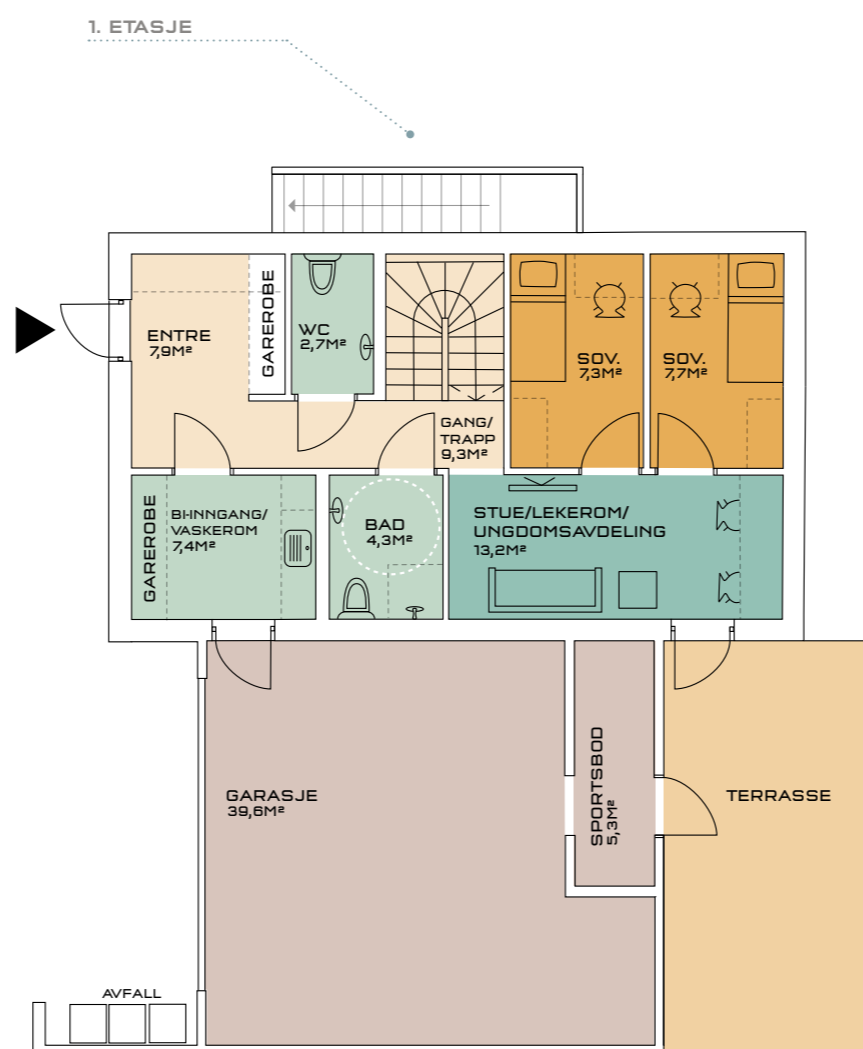 1. ETASJE
ENTRE
7,9M²
GAREROBE
WC
2,7M²
SOV.
7,3M²
SOV.
7,7M²
GANG/
TRAPP
9,3M²
GAREROBE
BI-INNGANG/
VASKEROM
7,4M²
BAD
4,3M²
STUE/LEKEROM/
UNGDOMSAVDELING
13,2M²
GARASJE
39,6M²
SPORTSBOD
5,3M²
TERRASSE
AVFALL